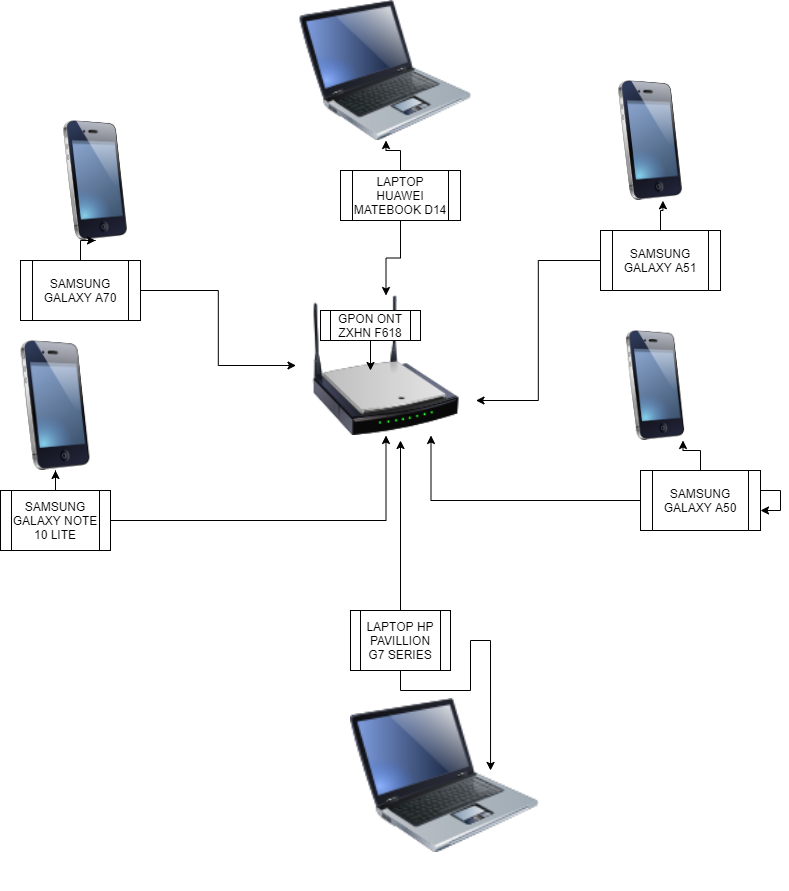 LAPTOP
HUAWEI
MATEBOOK D14
SAMSUNG
GALAXY A51
SAMSUNG
GALAXY A70
GPON ONT
ZXHN F618
SAMSUNG
GALAXY A50
SAMSUNG
GALAXY NOTE
10 LITE
LAPTOP HP
PAVILLION
G7 SERIES